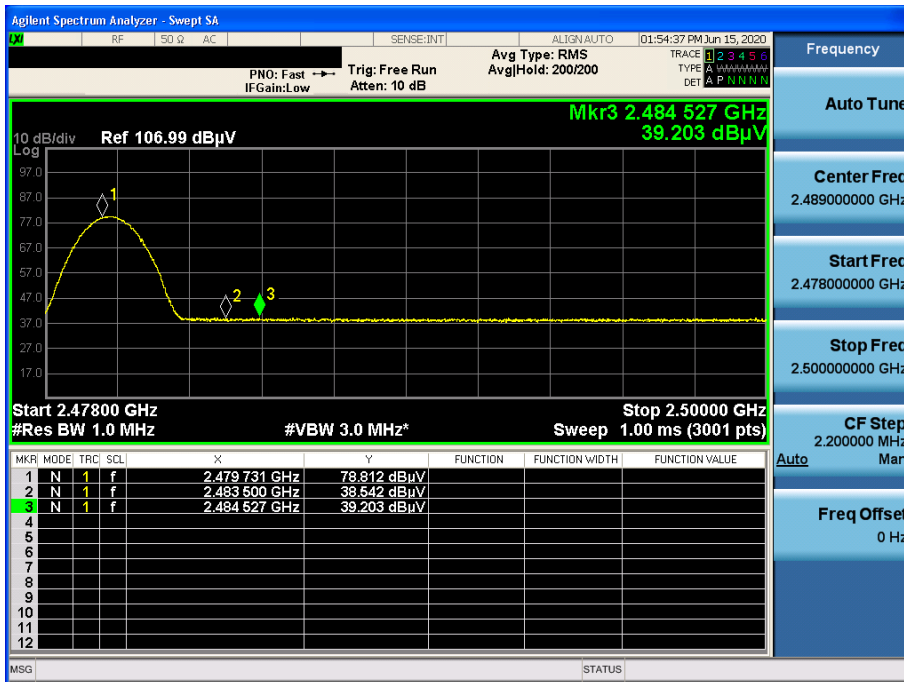 Agilent Spectrum Analyzer - Swept SA
LXI RF 50 Ω AC SENSE:INT ALIGN AUTO 01:54:37 PM Jun 15, 2020
PNO: Fast Trig: Free Run Avg Type: RMS TRACE 1 2 3 4 5 6
IFGain:Low Atten: 10 dB Avg|Hold: 200/200 TYPE A WWWWW
DET A P N N N N
Mkr3 2.484 527 GHz
39.203 dBµV
10 dB/div Ref 106.99 dBµV
Log
97.0
87.0
77.0
67.0
57.0
47.0
37.0
27.0
17.0
1
2
3
Start 2.47800 GHz Stop 2.50000 GHz
#Res BW 1.0 MHz #VBW 3.0 MHz* Sweep 1.00 ms (3001 pts)
MKR MODE TRC SCL X Y FUNCTION FUNCTION WIDTH FUNCTION VALUE
1 N 1 f 2.479 731 GHz 78.812 dBµV
2 N 1 f 2.483 500 GHz 38.542 dBµV
3 N 1 f 2.484 527 GHz 39.203 dBµV
4
5
6
7
8
9
10
11
12
MSG STATUS
Frequency
Auto Tune
Center Freq
2.489000000 GHz
Start Freq
2.478000000 GHz
Stop Freq
2.500000000 GHz
CF Step
2.200000 MHz
Auto Man
Freq Offset
0 Hz